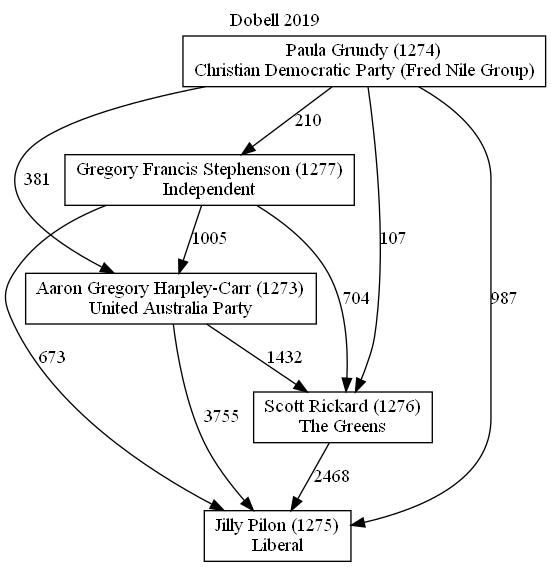 Dobell 2019
Paula Grundy (1274)
Christian Democratic Party (Fred Nile Group)
210
Gregory Francis Stephenson (1277)
Independent
381
1005
107
Aaron Gregory Harpley-Carr (1273)
United Australia Party
704
987
673
1432
Scott Rickard (1276)
The Greens
3755
2468
Jilly Pilon (1275)
Liberal